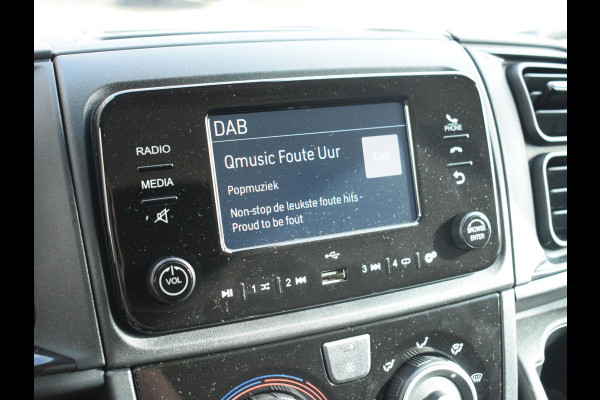 DAB
Qmusic Foute Uur
DAB
Popmuziek
Non-stop de leukste foute hits -
Proud to be fout
RADIO
MEDIA
VOL
PHONE
BROWSE
ENTER
1
2
3
4